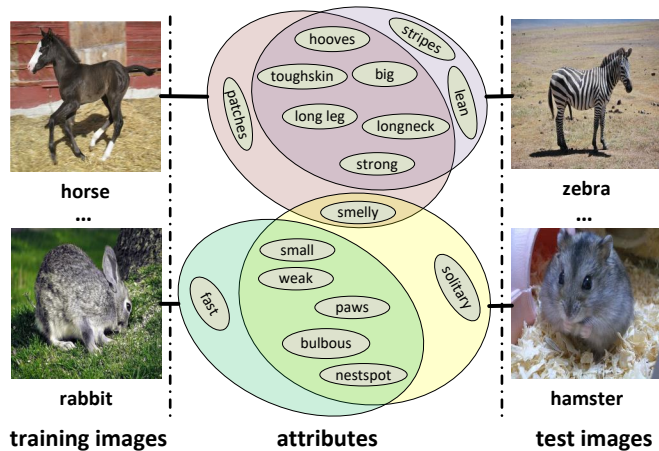 hooves
stripes
toughskin
big
lean
patches
long leg
longneck
strong
horse
zebra
...
...
smelly
small
weak
solitary
fast
paws
bulbous
nestspot
rabbit
hamster
training images
attributes
test images